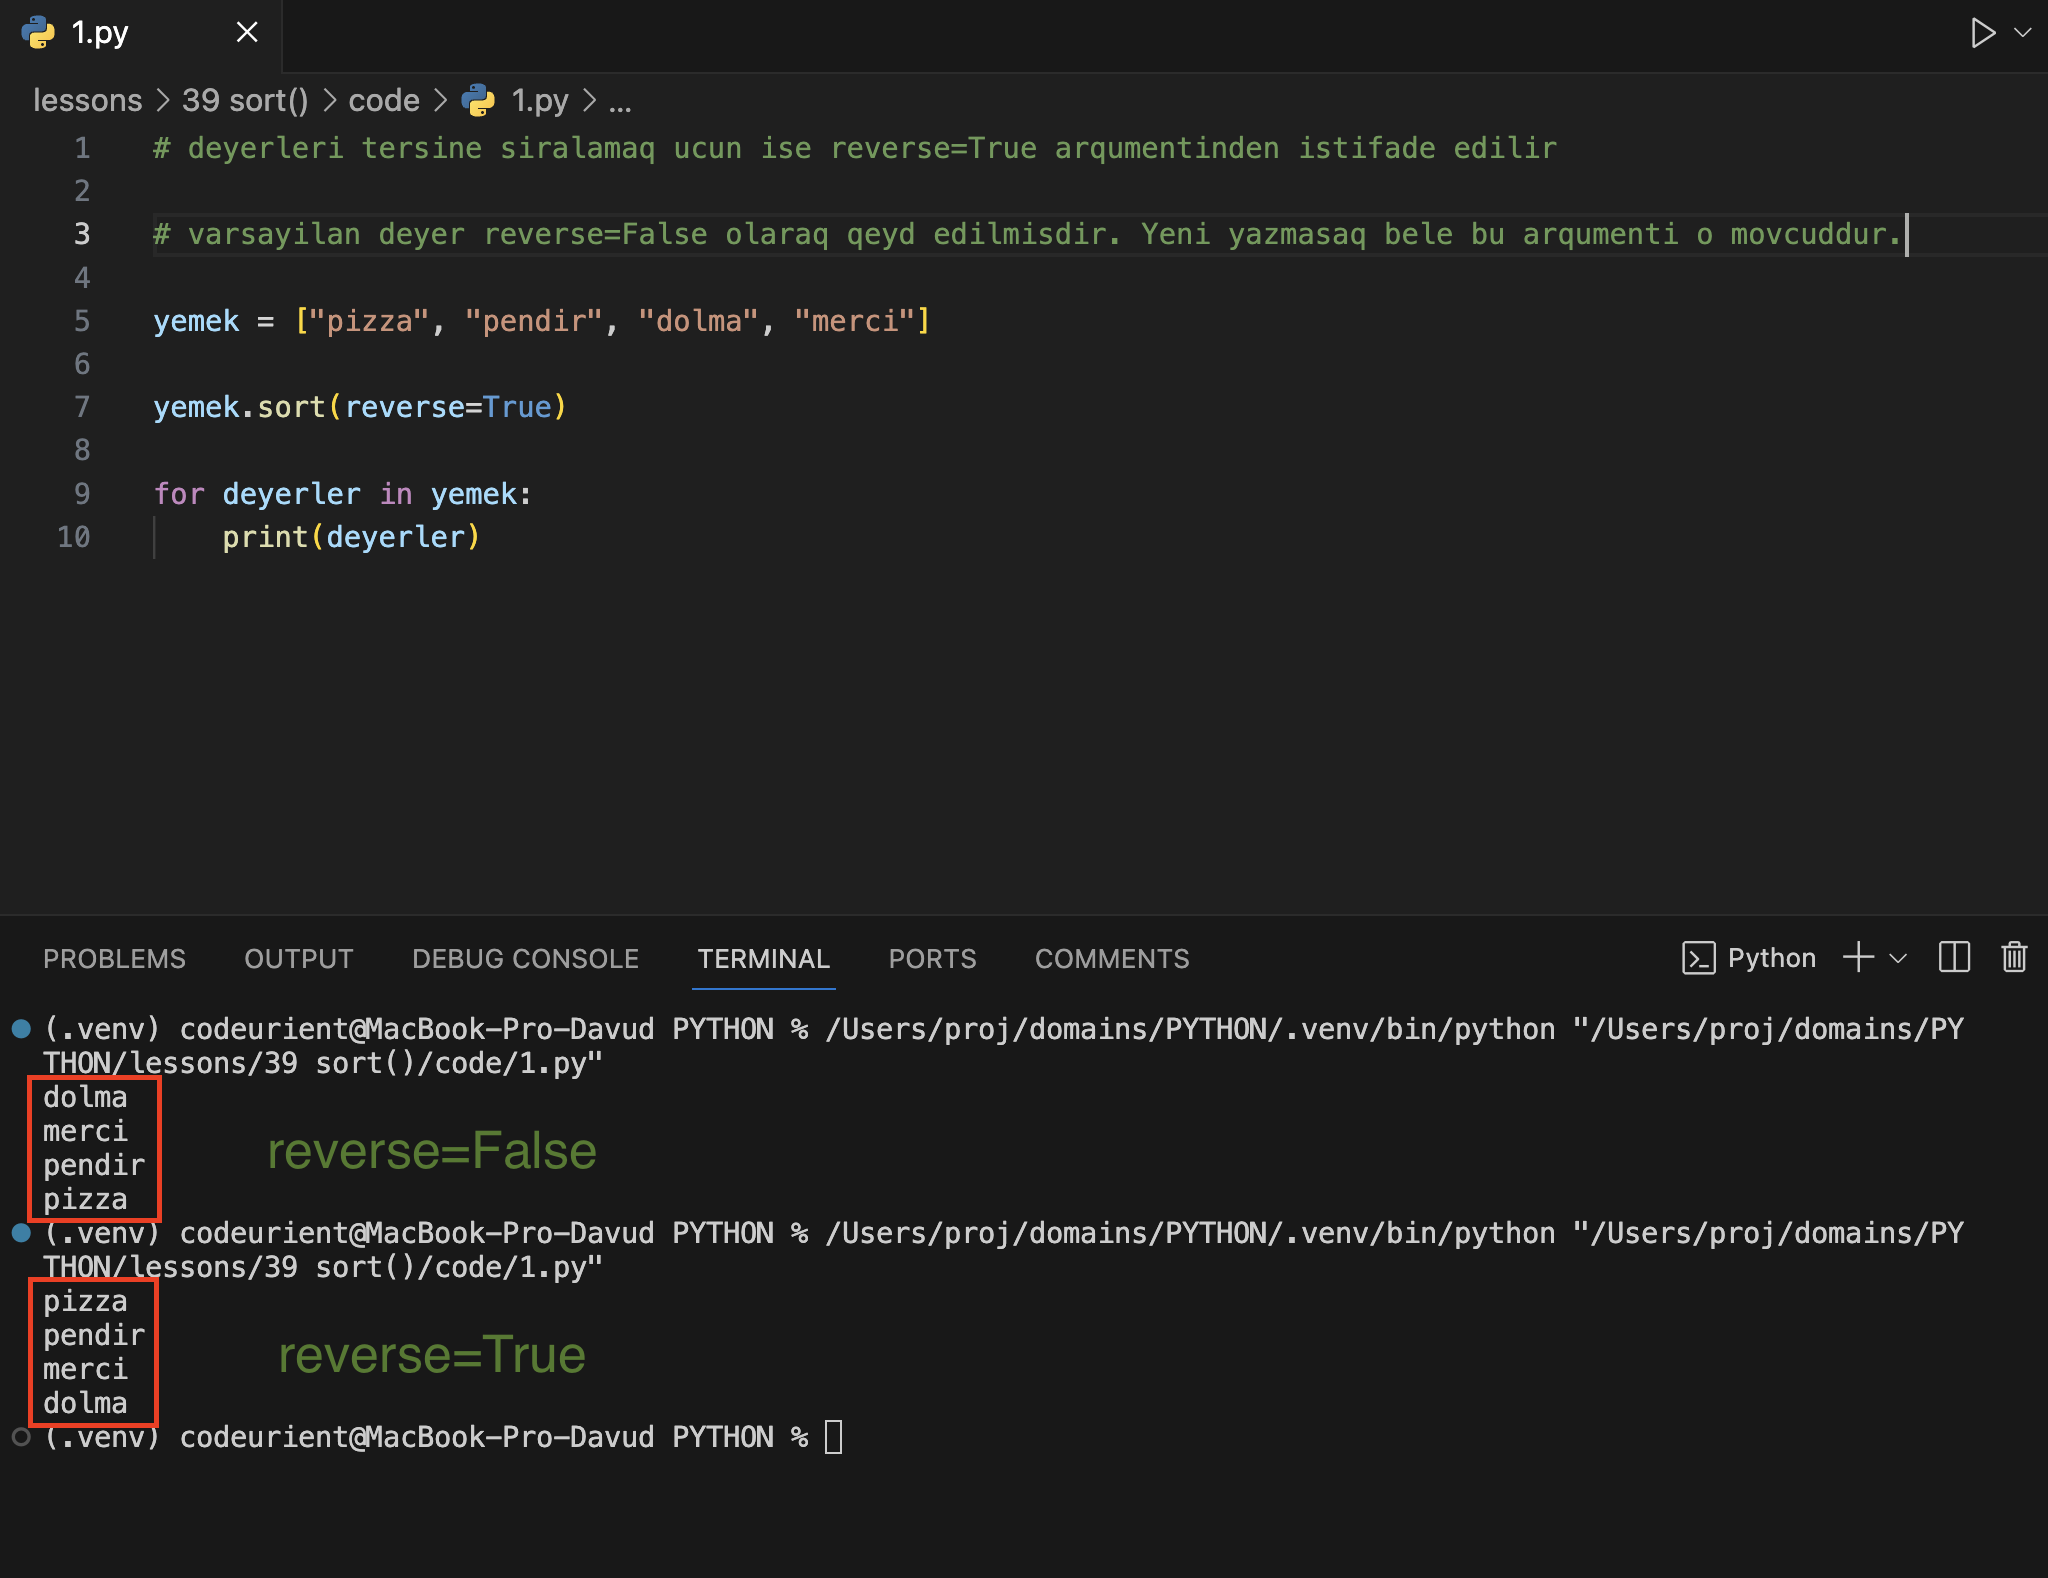 1.py
lessons > 39 sort() > code > 1.py > ...
1 # deyerleri tersine siralamaq ucun ise reverse=True arqumentinden istifade edilir
2
3 # varsayilan deyer reverse=False olaraq qeyd edilmisdir. Yeni yazmasaq bele bu arqumenti o movcuddur.
4
5 yemek = ["pizza", "pendir", "dolma", "merci"]
6
7 yemek.sort(reverse=True)
8
9 for deyerler in yemek:
10     print(deyerler)
PROBLEMS OUTPUT DEBUG CONSOLE TERMINAL PORTS COMMENTS Python
(.venv) codeurient@MacBook-Pro-Davud PYTHON % /Users/proj/domains/PYTHON/.venv/bin/python "/Users/proj/domains/PY
THON/lessons/39 sort()/code/1.py"
dolma
merci
reverse=False
pendir
pizza
(.venv) codeurient@MacBook-Pro-Davud PYTHON % /Users/proj/domains/PYTHON/.venv/bin/python "/Users/proj/domains/PY
THON/lessons/39 sort()/code/1.py"
pizza
pendir
reverse=True
merci
dolma
(.venv) codeurient@MacBook-Pro-Davud PYTHON %